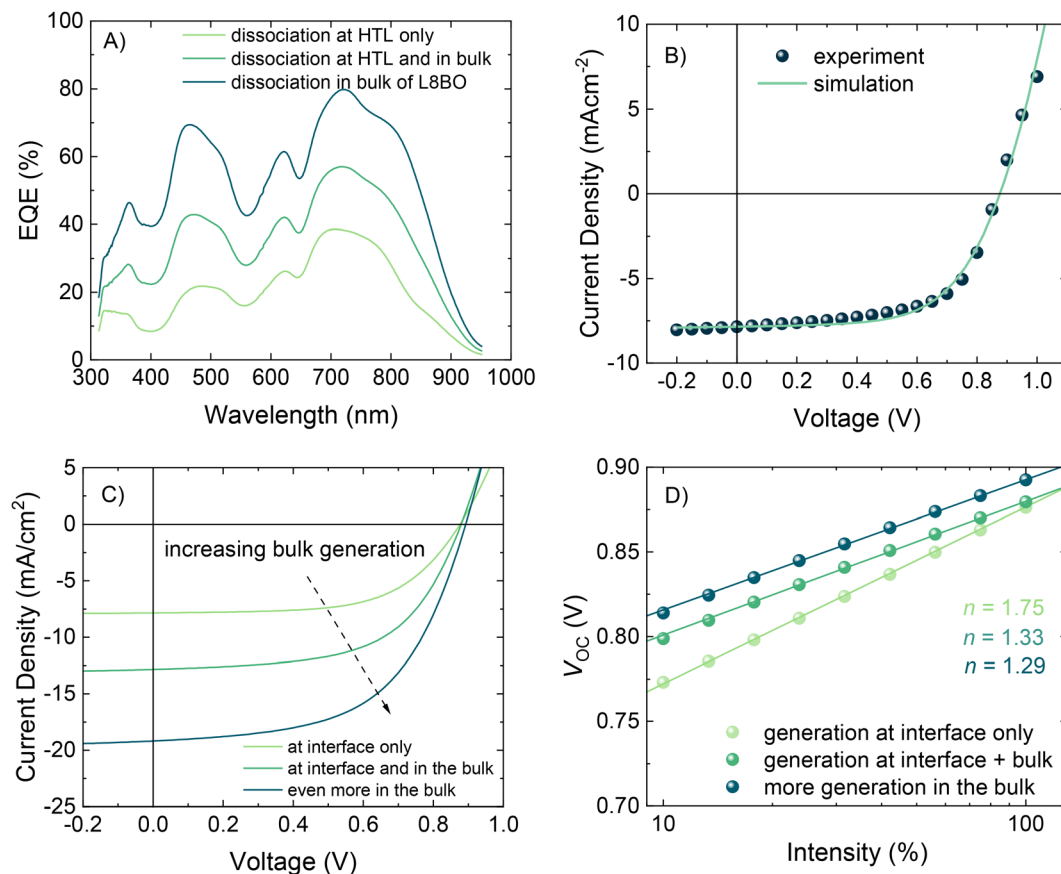 A)
dissociation at HTL only
dissociation at HTL and in bulk
dissociation in bulk of L8BO
EQE (%)
100
80
60
40
20
0
300 400 500 600 700 800 900 1000
Wavelength (nm)
B)
experiment
simulation
Current Density (mAcm-2)
10
5
0
-5
-10
-0.2 0.0 0.2 0.4 0.6 0.8 1.0
Voltage (V)
C)
increasing bulk generation
at interface only
at interface and in the bulk
even more in the bulk
Current Density (mA/cm2)
5
0
-5
-10
-15
-20
-25
-0.2 0.0 0.2 0.4 0.6 0.8 1.0
Voltage (V)
D)
n = 1.75
n = 1.33
n = 1.29
generation at interface only
generation at interface + bulk
more generation in the bulk
VOC (V)
0.90
0.85
0.80
0.75
0.70
10 100
Intensity (%)